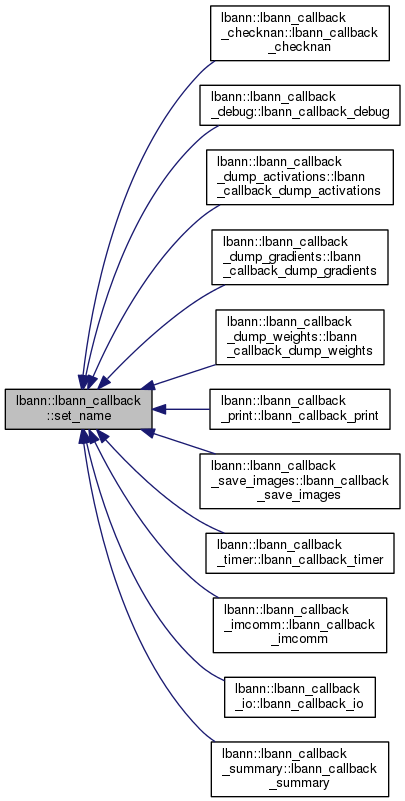 lbann::lbann_callback
_checknan::lbann_callback
_checknan
lbann::lbann_callback
_debug::lbann_callback_debug
lbann::lbann_callback
_dump_activations::lbann
_callback_dump_activations
lbann::lbann_callback
_dump_gradients::lbann
_callback_dump_gradients
lbann::lbann_callback
_dump_weights::lbann
_callback_dump_weights
lbann::lbann_callback
::set_name
lbann::lbann_callback
_print::lbann_callback_print
lbann::lbann_callback
_save_images::lbann_callback
_save_images
lbann::lbann_callback
_timer::lbann_callback_timer
lbann::lbann_callback
_imcomm::lbann_callback
_imcomm
lbann::lbann_callback
_io::lbann_callback_io
lbann::lbann_callback
_summary::lbann_callback
_summary